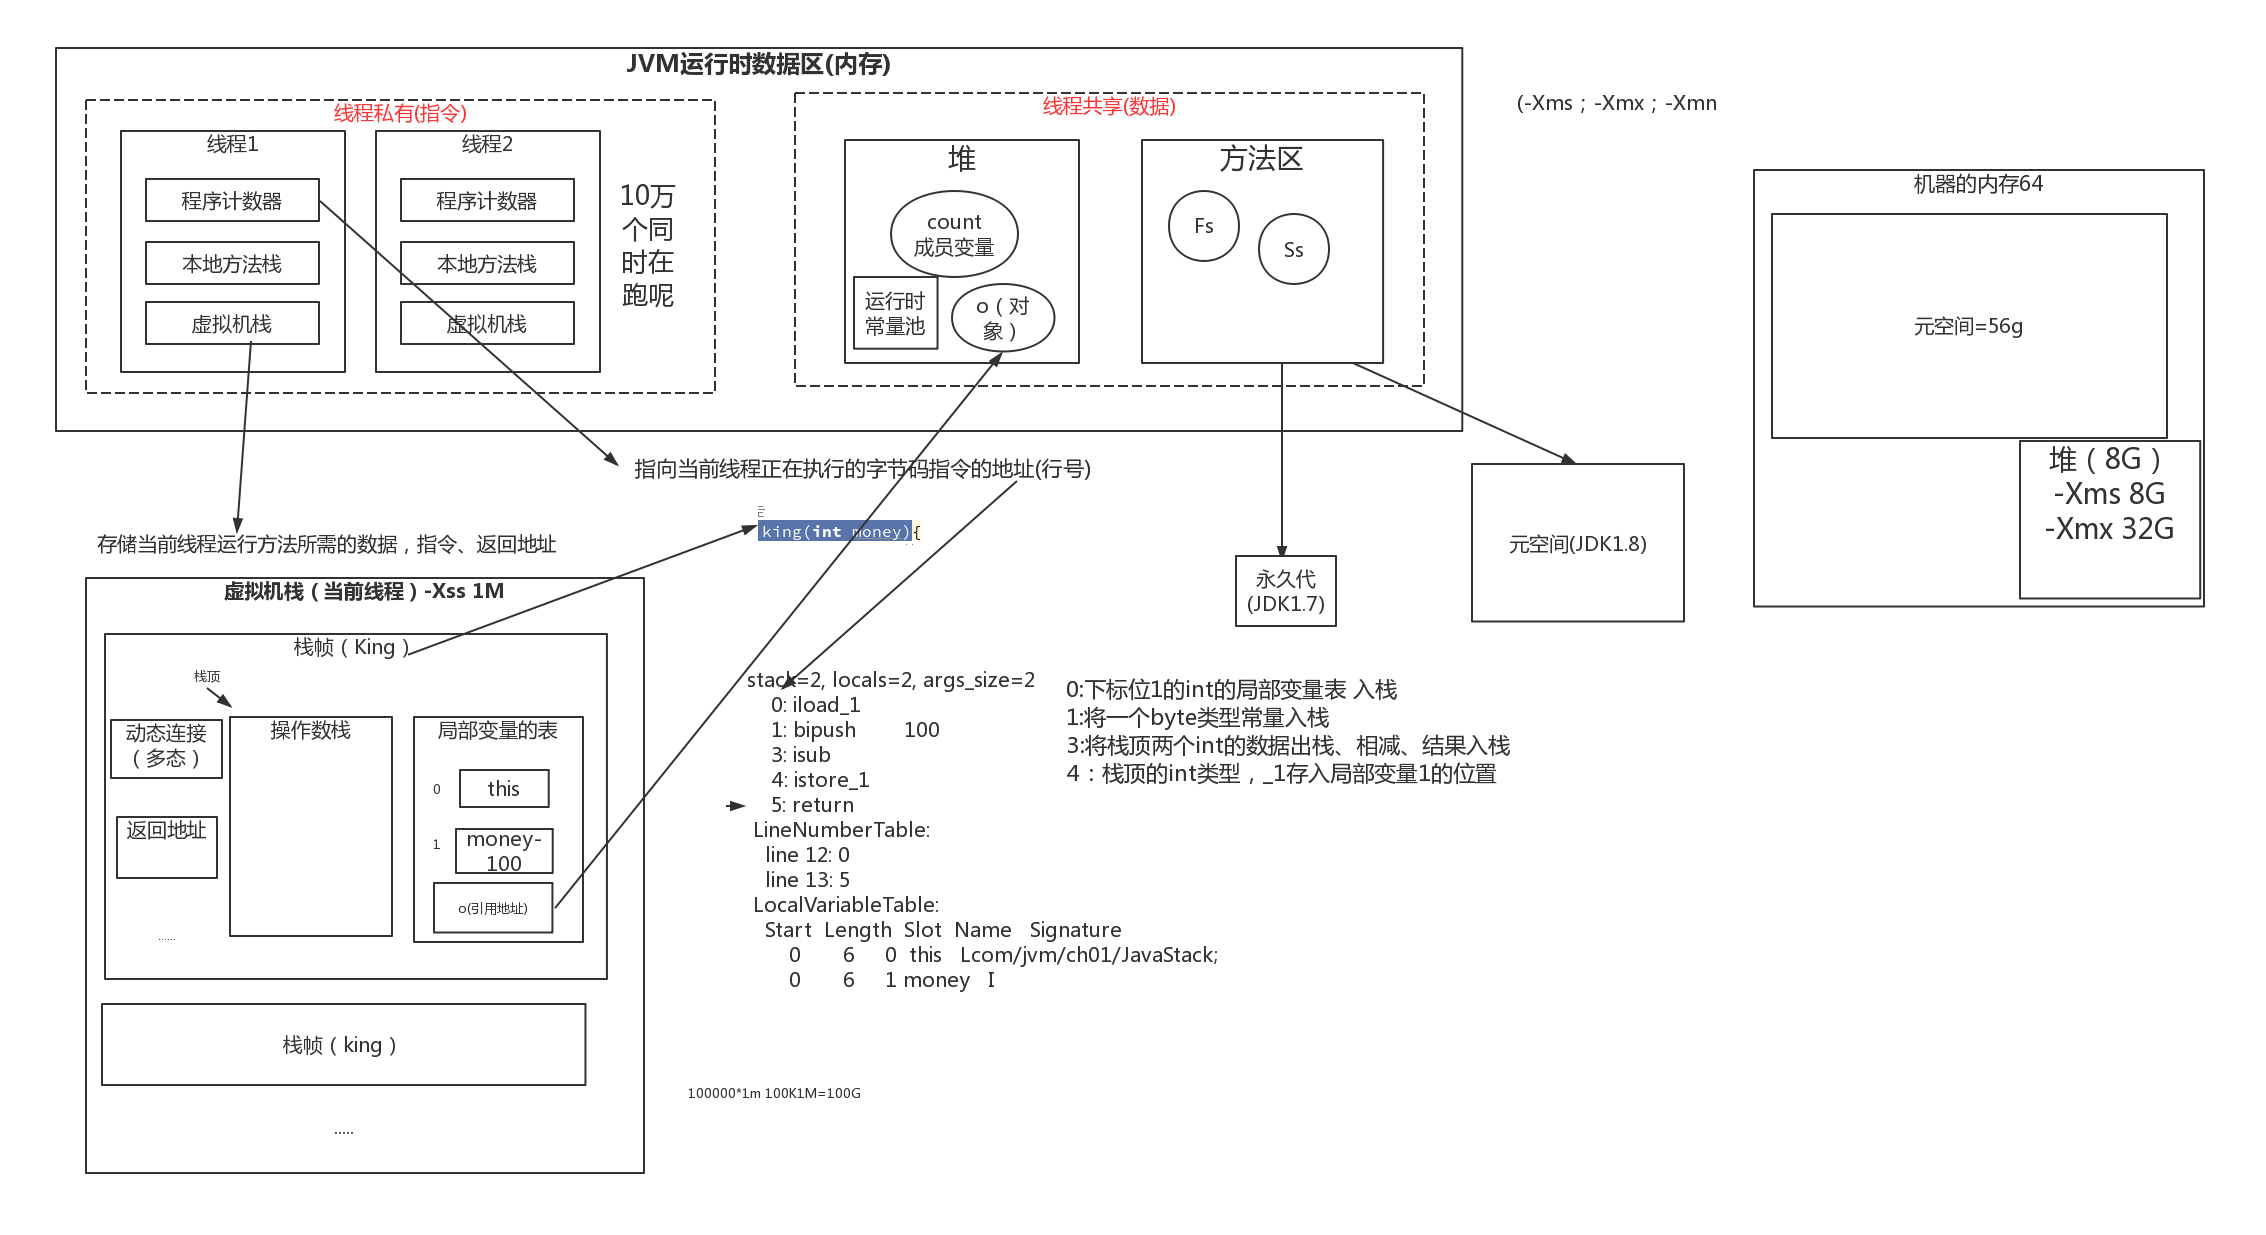 JVM运行时数据区(内存)
线程私有(指令)
线程1
程序计数器
本地方法栈
虚拟机栈
线程2
程序计数器
本地方法栈
虚拟机栈
10万
个同
时在
跑呢
线程共享(数据)
堆
count
成员变量
运行时
常量池
o（对
象）
方法区
Fs
Ss
(-Xms；-Xmx；-Xmn
机器的内存64
元空间=56g
堆（8G）
-Xms 8G
-Xmx 32G
指向当前线程正在执行的字节码指令的地址(行号)
king(int money){
存储当前线程运行方法所需的数据，指令、返回地址
永久代
(JDK1.7)
元空间(JDK1.8)
虚拟机栈（当前线程）-Xss 1M
栈帧（King）
栈顶
动态连接
（多态）
返回地址
......
操作数栈
局部变量的表
0
this
1
money-
100
o(引用地址)
栈帧（king）
.....
stack=2, locals=2, args_size=2
0: iload_1
1: bipush 100
3: isub
4: istore_1
5: return
LineNumberTable:
line 12: 0
line 13: 5
LocalVariableTable:
Start Length Slot Name Signature
0 6 0 this Lcom/jvm/ch01/JavaStack;
0 6 1 money I
0:下标位1的int的局部变量表 入栈
1:将一个byte类型常量入栈
3:将栈顶两个int的数据出栈、相减、结果入栈
4：栈顶的int类型，_1存入局部变量1的位置
100000*1m 100K1M=100G